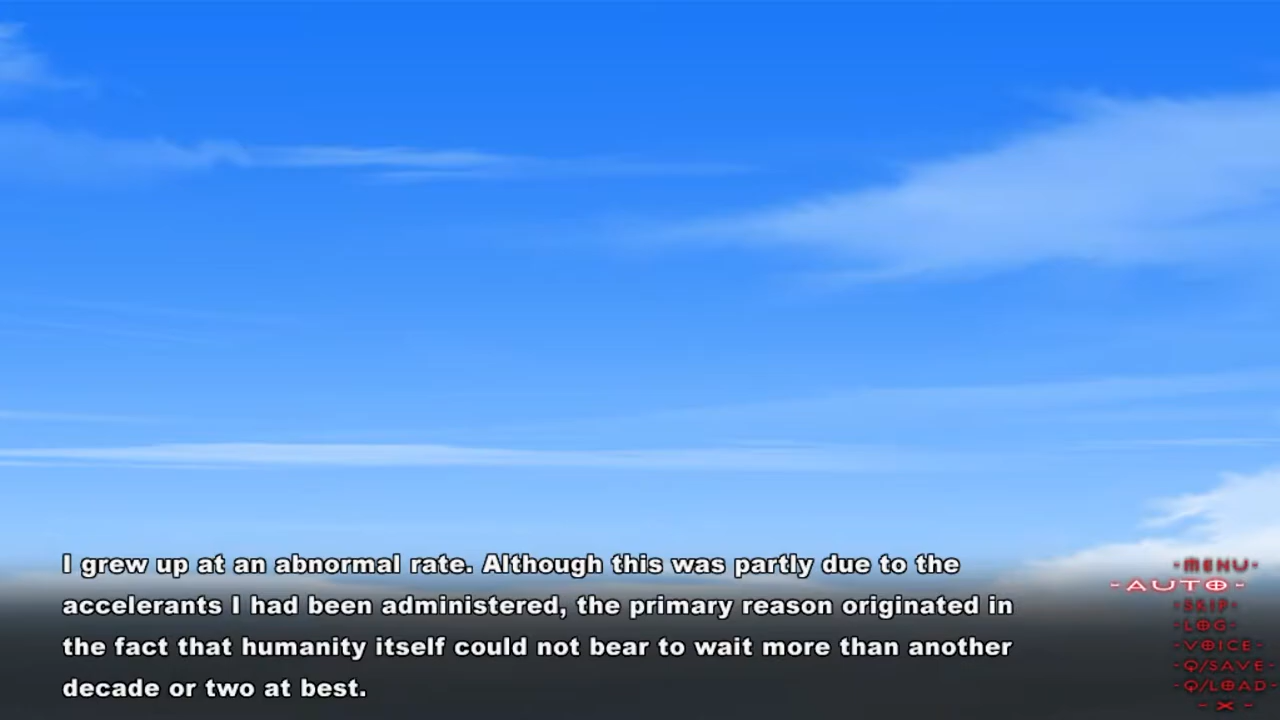 I grew up at an abnormal rate. Although this was partly due to the
accelerants I had been administered, the primary reason originated in
the fact that humanity itself could not bear to wait more than another
decade or two at best.
-MENU-
-AUTO-
-SKIP-
-LOG-
-VOICE-
-Q/SAVE-
-Q/LOAD-
-×-